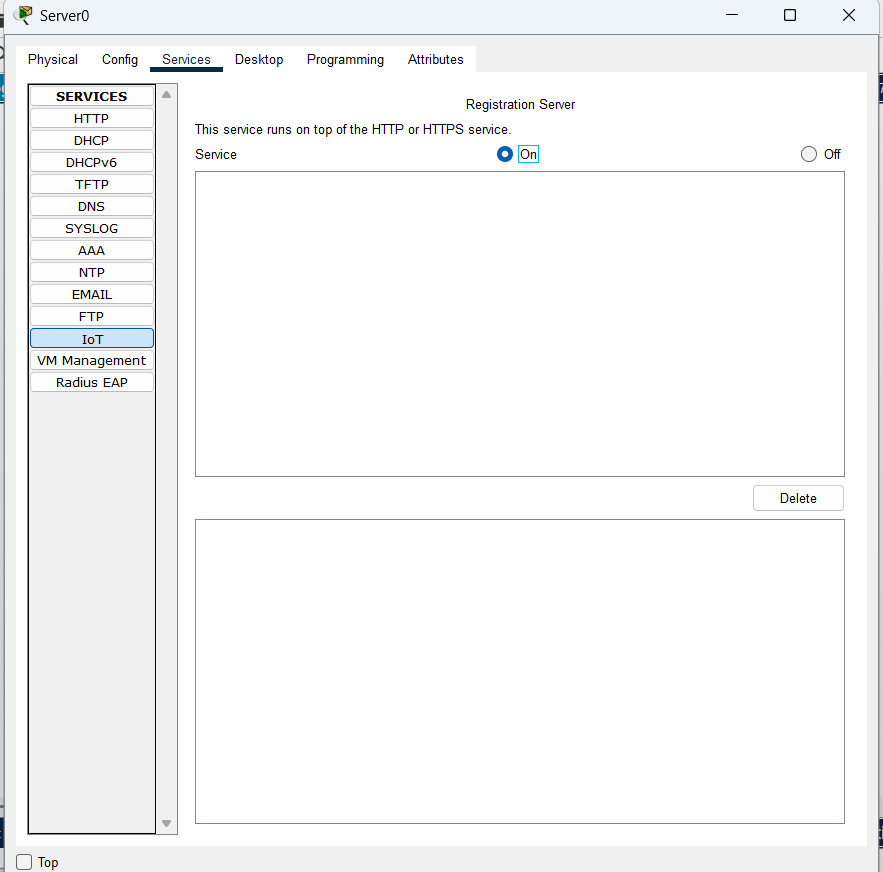 Server0
Physical Config Services Desktop Programming Attributes
SERVICES
HTTP
DHCP
DHCPv6
TFTP
DNS
SYSLOG
AAA
NTP
EMAIL
FTP
IoT
VM Management
Radius EAP
Registration Server
This service runs on top of the HTTP or HTTPS service.
Service On Off
Delete
Top